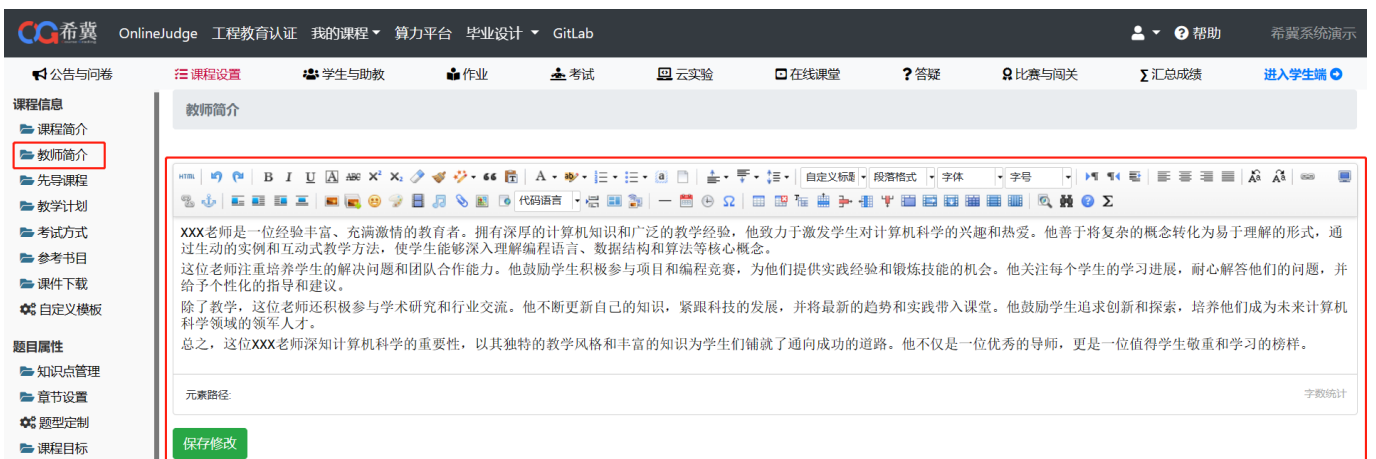 CG希冀 OnlineJudge 工程教育认证 我的课程 算力平台 毕业设计 GitLab 帮助 希冀系统演示
公告与问卷 课程设置 学生与助教 作业 考试 云实验 在线课堂 答疑 比赛与闯关 汇总成绩 进入学生端
课程信息
课程简介
教师简介
先导课程
教学计划
考试方式
参考书目
课件下载
自定义模板
题目属性
知识点管理
章节设置
题型定制
课程目标
教师简介
HTML B I U A ABC X² X₂ A a 自定义标题 段落格式 字体 字号
代码语言
XXX老师是一位经验丰富、充满激情的教育者。拥有深厚的计算机知识和广泛的教学经验，他致力于激发学生对计算机科学的兴趣和热爱。他善于将复杂的概念转化为易于理解的形式，通
过生动的实例和互动式教学方法，使学生能够深入理解编程语言、数据结构和算法等核心概念。
这位老师注重培养学生的解决问题和团队合作能力。他鼓励学生积极参与项目和编程竞赛，为他们提供实践经验和锻炼技能的机会。他关注每个学生的学习进展，耐心解答他们的问题，并
给予个性化的指导和建议。
除了教学，这位老师还积极参与学术研究和行业交流。他不断更新自己的知识，紧跟科技的发展，并将最新的趋势和实践带入课堂。他鼓励学生追求创新和探索，培养他们成为未来计算机
科学领域的领军人才。
总之，这位XXX老师深知计算机科学的重要性，以其独特的教学风格和丰富的知识为学生们铺就了通向成功的道路。他不仅是一位优秀的导师，更是一位值得学生敬重和学习的榜样。
元素路径: 字数统计
保存修改